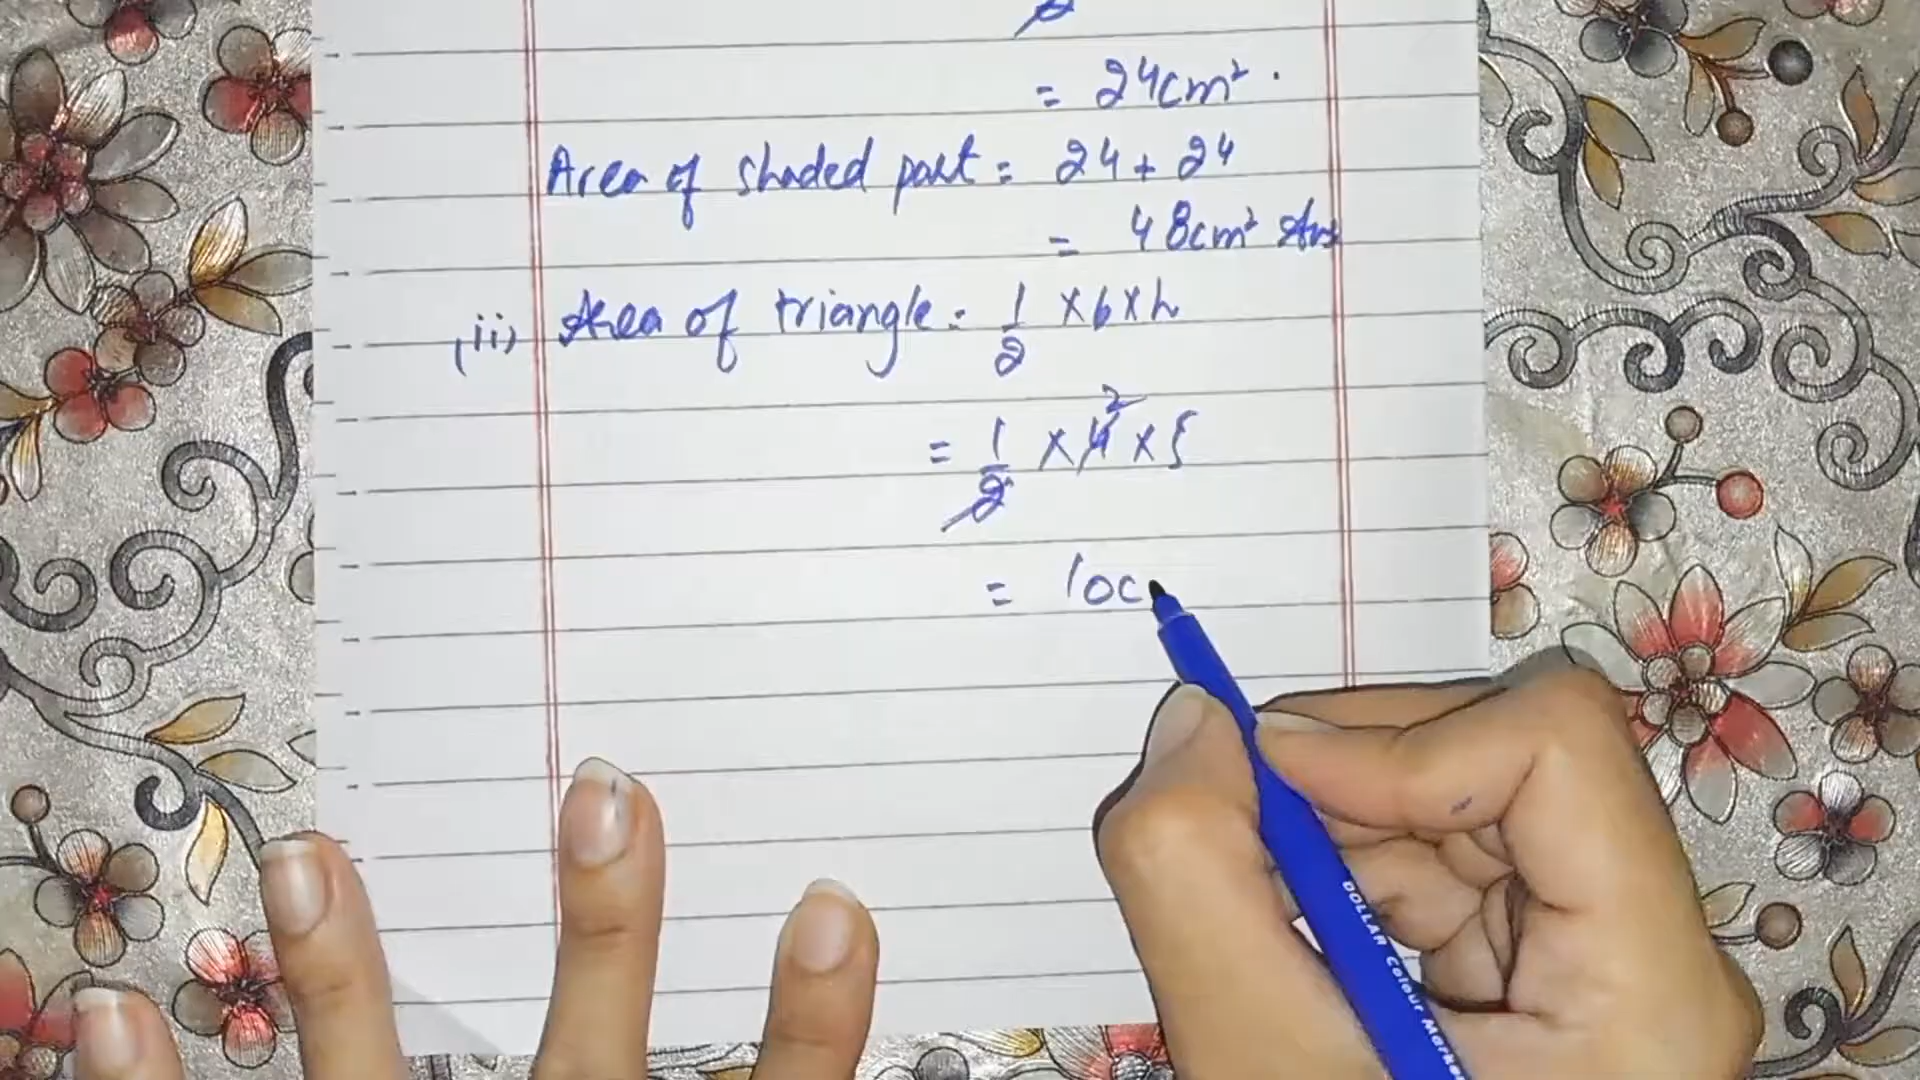 = 24cm² .
Area of shaded part = 24 + 24
= 48cm² Ans
(ii) Area of triangle = 1/2 × b × h
= 1/2 × 4 2 × 5
= 10c
DOLLAR Colour Marker